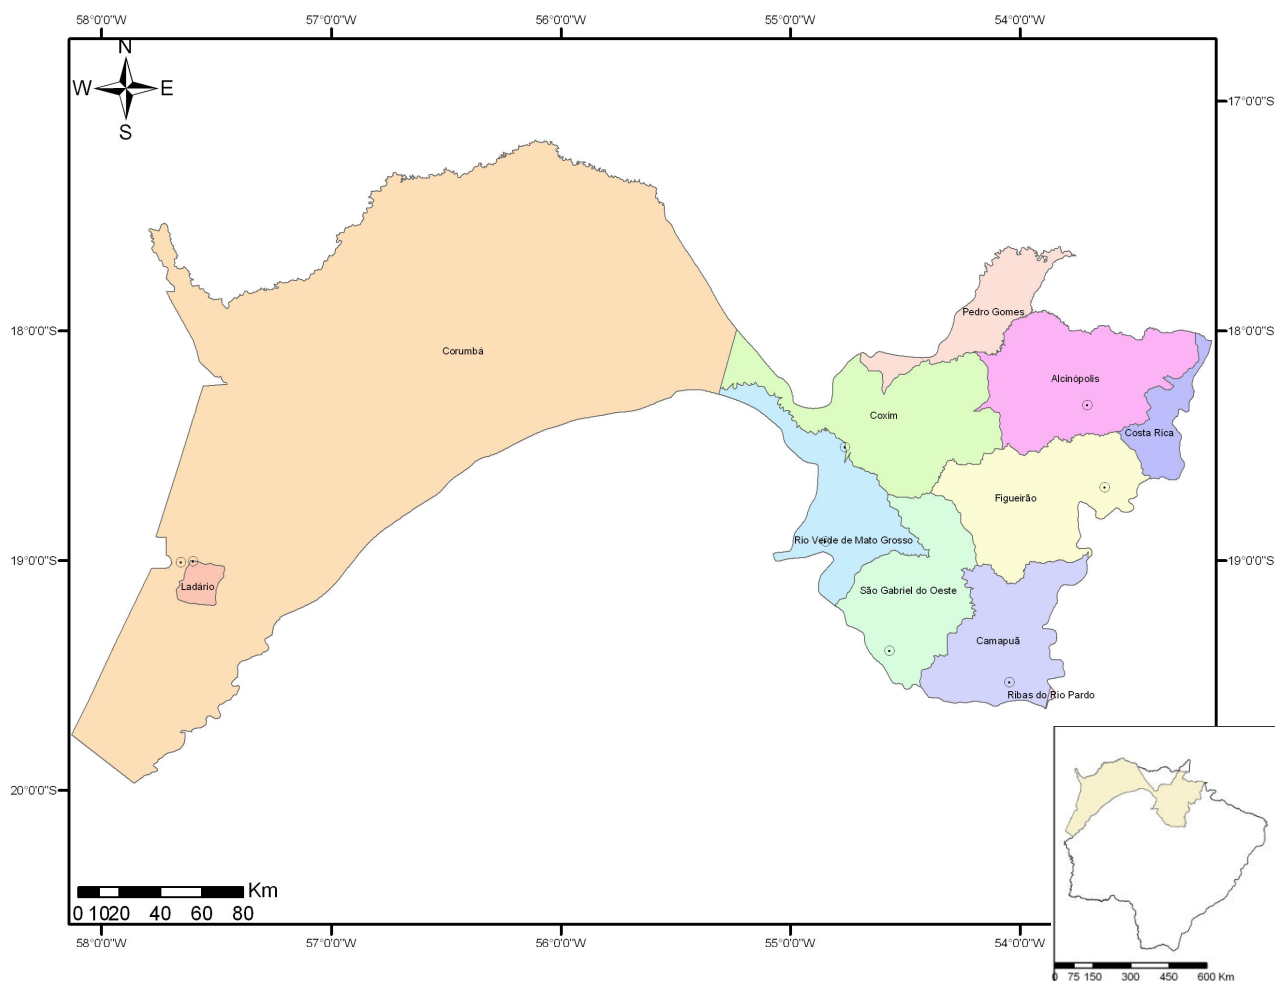 58°0'0"W 57°0'0"W 56°0'0"W 55°0'0"W 54°0'0"W
N
W E
S
17°0'0"S
Pedro Gomes
18°0'0"S 18°0'0"S
Corumbá
Alcinópolis
Coxim
Costa Rica
Figueirão
Rio Verde de Mato Grosso
19°0'0"S 19°0'0"S
Ladário
São Gabriel do Oeste
Camapuã
Ribas do Rio Pardo
20°0'0"S
Km
0 10 20 40 60 80
58°0'0"W 57°0'0"W 56°0'0"W 55°0'0"W 54°0'0"W
0 75 150 300 450 600 Km